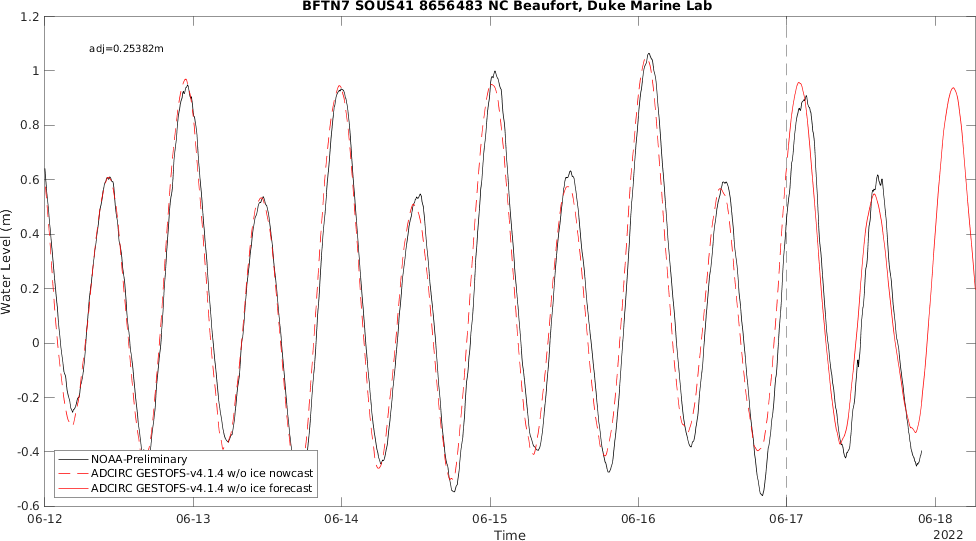 BFTN7 SOUS41 8656483 NC Beaufort, Duke Marine Lab
1.2
adj=0.25382m
1
0.8
0.6
0.4
0.2
0
-0.2
-0.4
-0.6
Water Level (m)
NOAA-Preliminary
ADCIRC GESTOFS-v4.1.4 w/o ice nowcast
ADCIRC GESTOFS-v4.1.4 w/o ice forecast
06-12 06-13 06-14 06-15 06-16 06-17 06-18
Time
2022